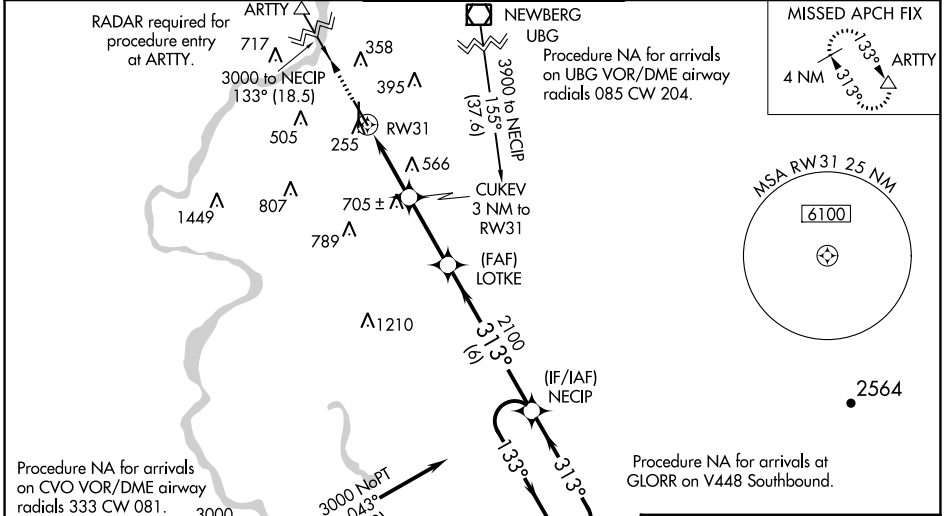 RADAR required for
procedure entry
at ARTTY.
ARTTY
NEWBERG
UBG
Procedure NA for arrivals
on UBG VOR/DME airway
radials 085 CW 204.
MISSED APCH FIX
133°
ARTTY
4 NM
313°
717
358
395
3000 to NECIP
133° (18.5)
3900 to NECIP
155°
(37.6)
505
255
RW31
566
CUKEV
3 NM to
RW31
705 ±
1449
807
789
MSA RW 31 25 NM
6100
(FAF)
LOTKE
1210
2100
313°
(6)
(IF/IAF)
NECIP
2564
133°
313°
Procedure NA for arrivals
on CVO VOR/DME airway
radials 333 CW 081.
3000
3000 NoPT
043°
Procedure NA for arrivals at
GLORR on V448 Southbound.